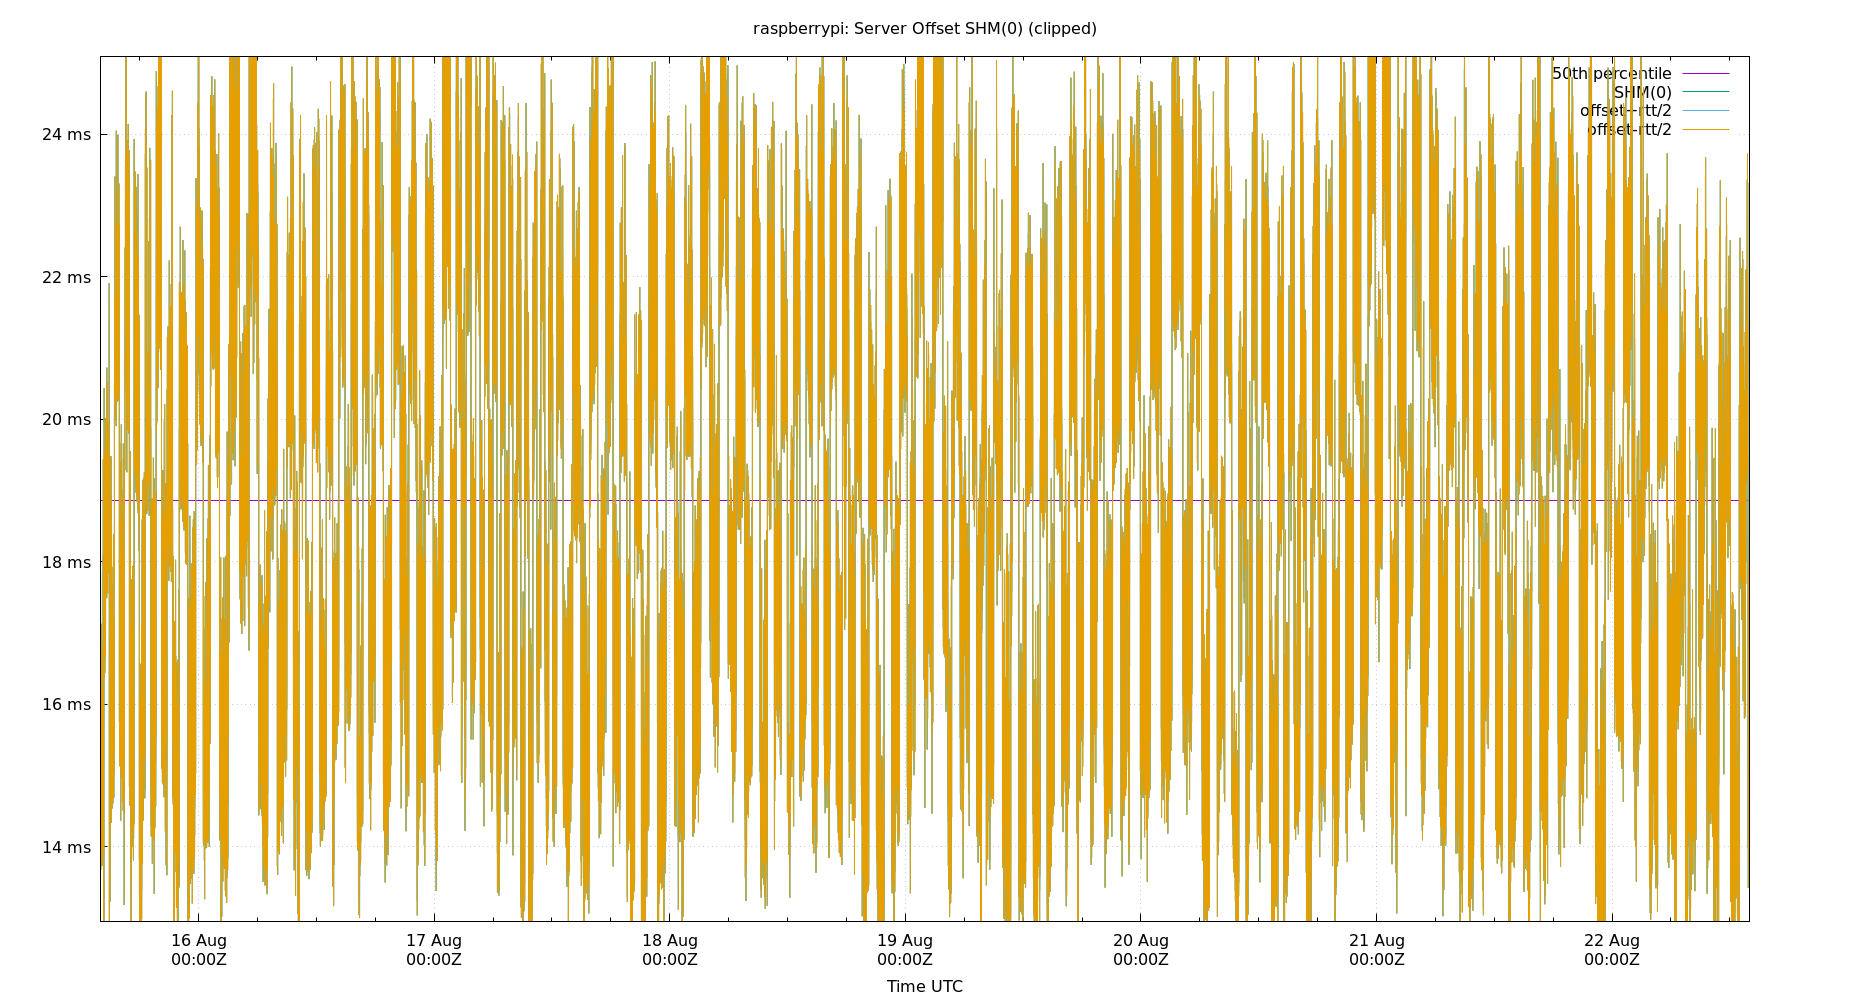 raspberrypi: Server Offset SHM(0) (clipped)
50th percentile
SHM(0)
offset+rtt/2
offset-rtt/2
24 ms
22 ms
20 ms
18 ms
16 ms
14 ms
16 Aug 17 Aug 18 Aug 19 Aug 20 Aug 21 Aug 22 Aug
00:00Z 00:00Z 00:00Z 00:00Z 00:00Z 00:00Z 00:00Z
Time UTC